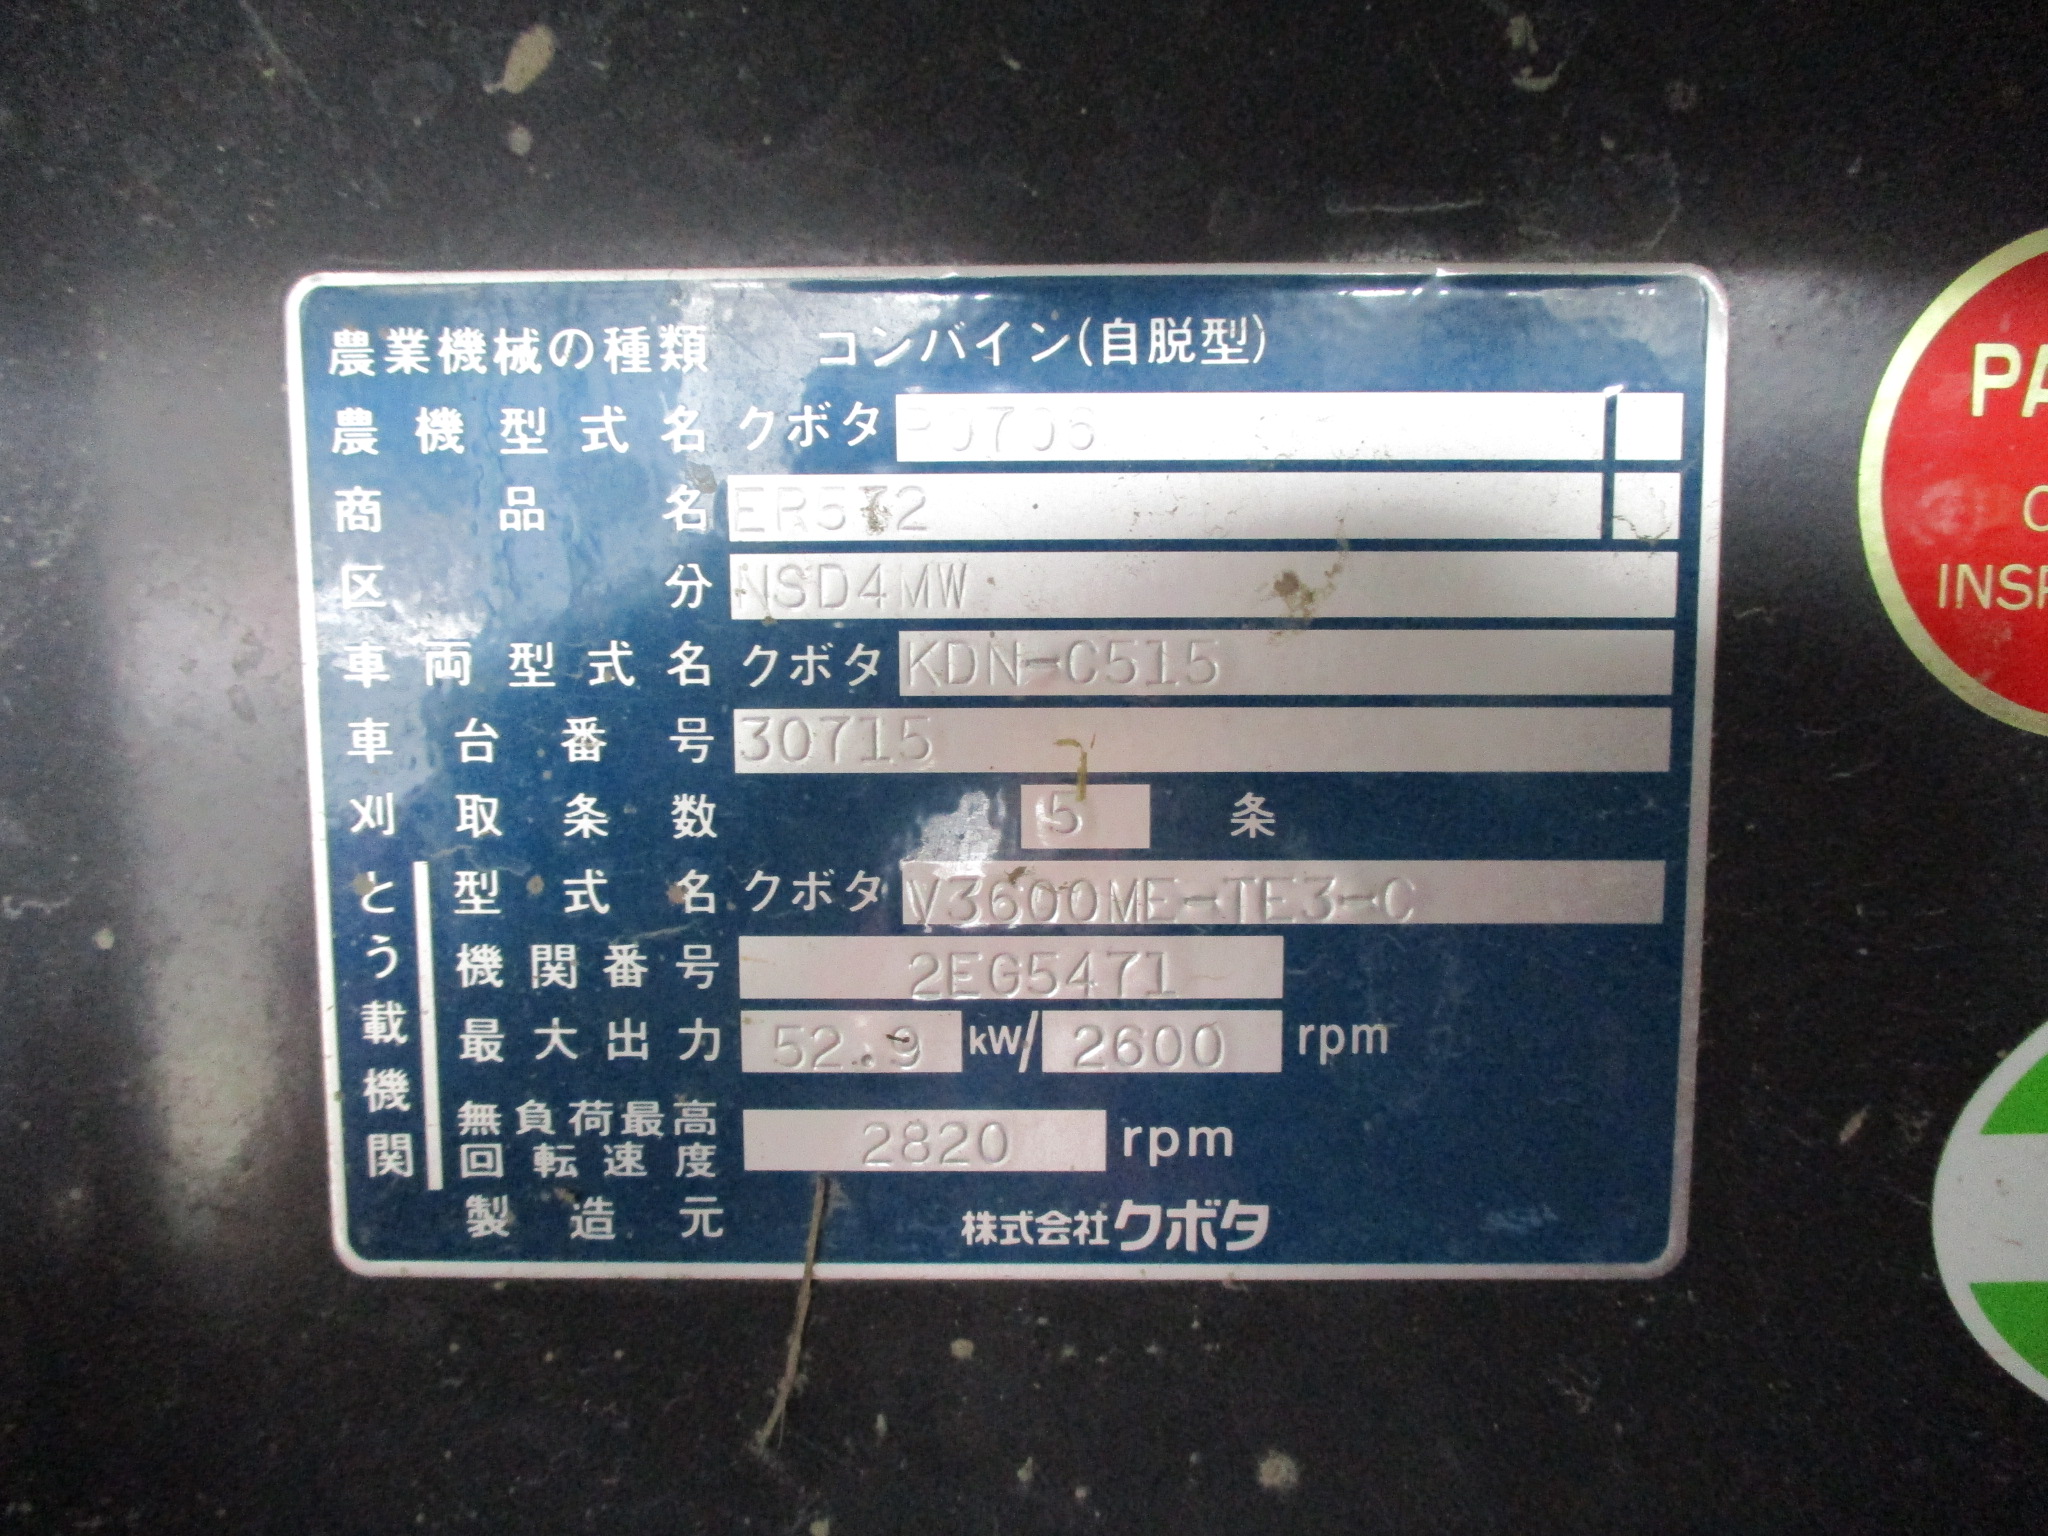 農業機械の種類 コンバイン(自脱型)
農機型式名 クボタ P0706
商品名 ER572
区分 NSD4MW
車両型式名 クボタ KDN-C515
車台番号 30715
刈取条数 5 条
とう載機関
型式名 クボタ V3600ME-TE3-C
機関番号 2EG5471
最大出力 52.9 kW/ 2600 rpm
無負荷最高回転速度 2820 rpm
製造元 株式会社クボタ
PA
INSP